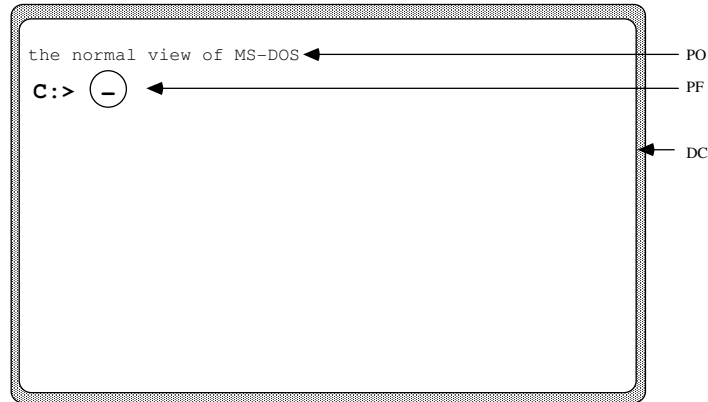 the normal view of MS-DOS
PO
C:> _
PF
DC